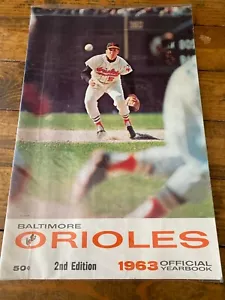 BALTIMORE
ORIOLES
50¢ 2nd Edition 1963 OFFICIAL
YEARBOOK